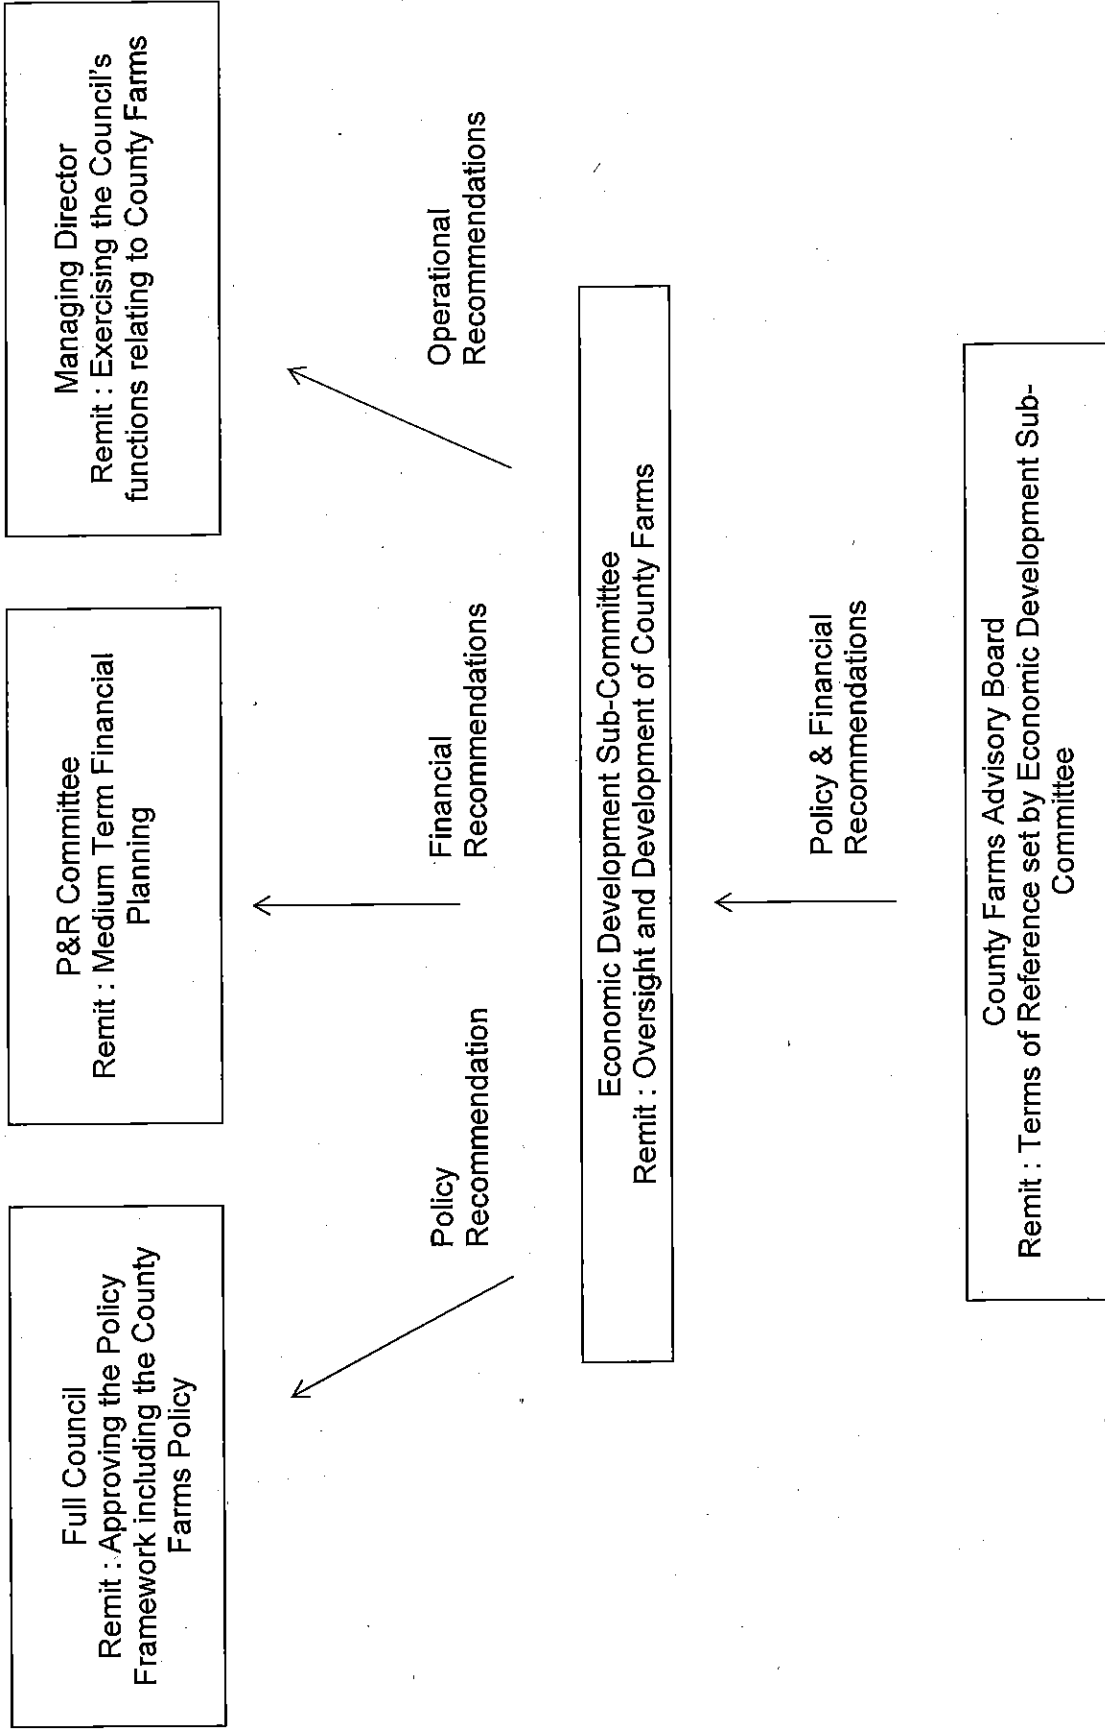 Full Council
Remit : Approving the Policy
Framework including the County
Farms Policy
P&R Committee
Remit : Medium Term Financial
Planning
Managing Director
Remit : Exercising the Council's
functions relating to County Farms
Policy
Recommendation
Financial
Recommendations
Operational
Recommendations
Economic Development Sub-Committee
Remit : Oversight and Development of County Farms
Policy & Financial
Recommendations
County Farms Advisory Board
Remit : Terms of Reference set by Economic Development Sub-
Committee